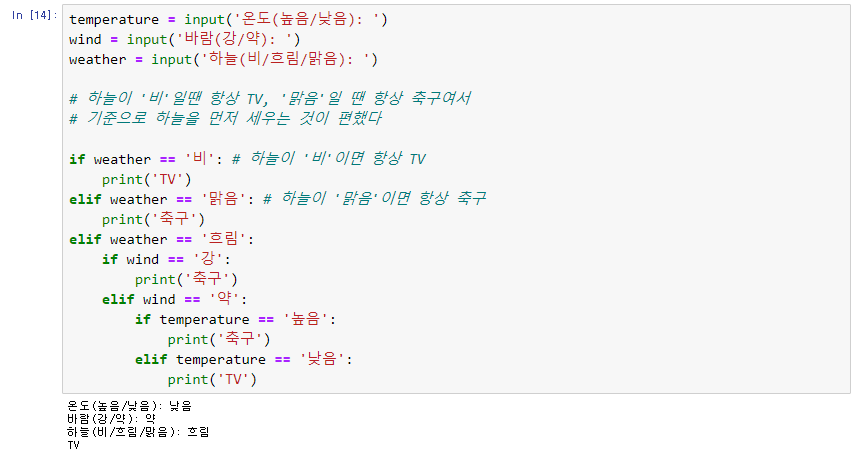 In [14]:
temperature = input('온도(높음/낮음): ')
wind = input('바람(강/약): ')
weather = input('하늘(비/흐림/맑음): ')
# 하늘이 '비'일땐 항상 TV, '맑음'일 땐 항상 축구여서
# 기준으로 하늘을 먼저 세우는 것이 편했다
if weather == '비': # 하늘이 '비'이면 항상 TV
    print('TV')
elif weather == '맑음': # 하늘이 '맑음'이면 항상 축구
    print('축구')
elif weather == '흐림':
    if wind == '강':
        print('축구')
    elif wind == '약':
        if temperature == '높음':
            print('축구')
        elif temperature == '낮음':
            print('TV')
온도(높음/낮음): 낮음
바람(강/약): 약
하늘(비/흐림/맑음): 흐림
TV